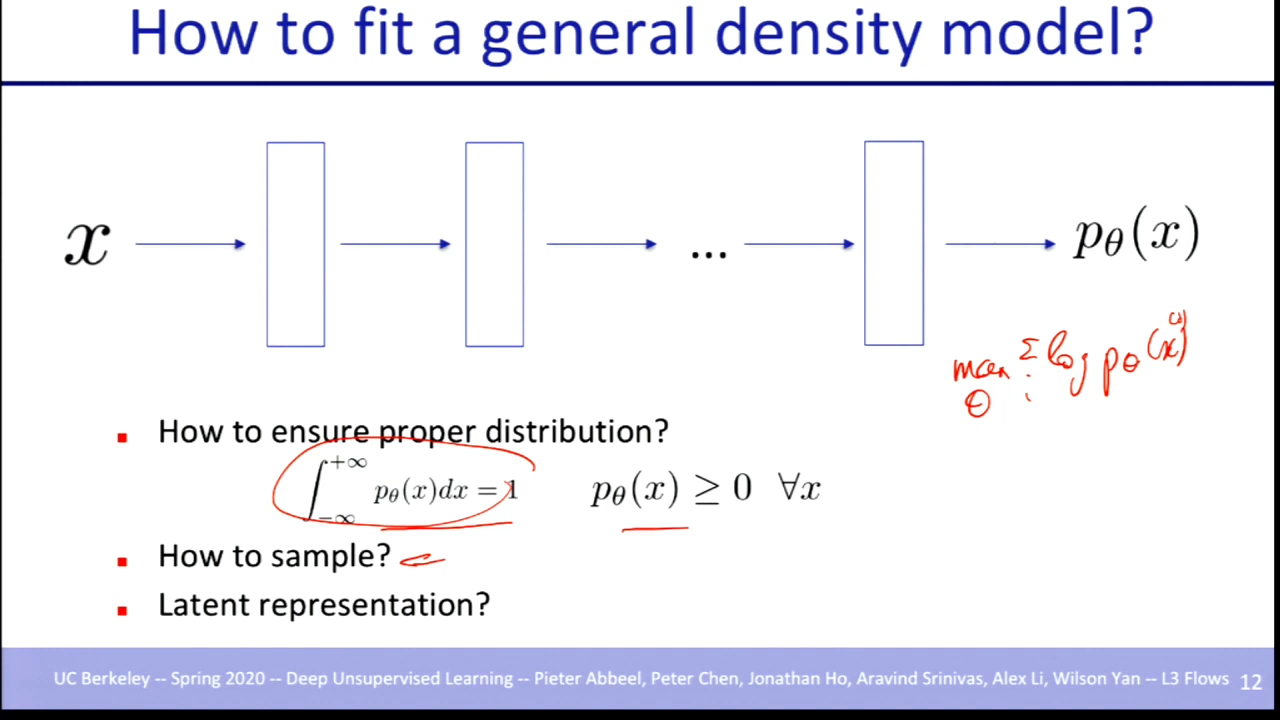 How to fit a general density model?
x
...
pθ(x)
max Σ log pθ(x⁽ⁱ⁾)
θ i
■ How to ensure proper distribution?
∫₋∞^+∞ pθ(x)dx = 1 pθ(x) ≥ 0 ∀x
■ How to sample?
■ Latent representation?
UC Berkeley -- Spring 2020 -- Deep Unsupervised Learning -- Pieter Abbeel, Peter Chen, Jonathan Ho, Aravind Srinivas, Alex Li, Wilson Yan -- L3 Flows 12